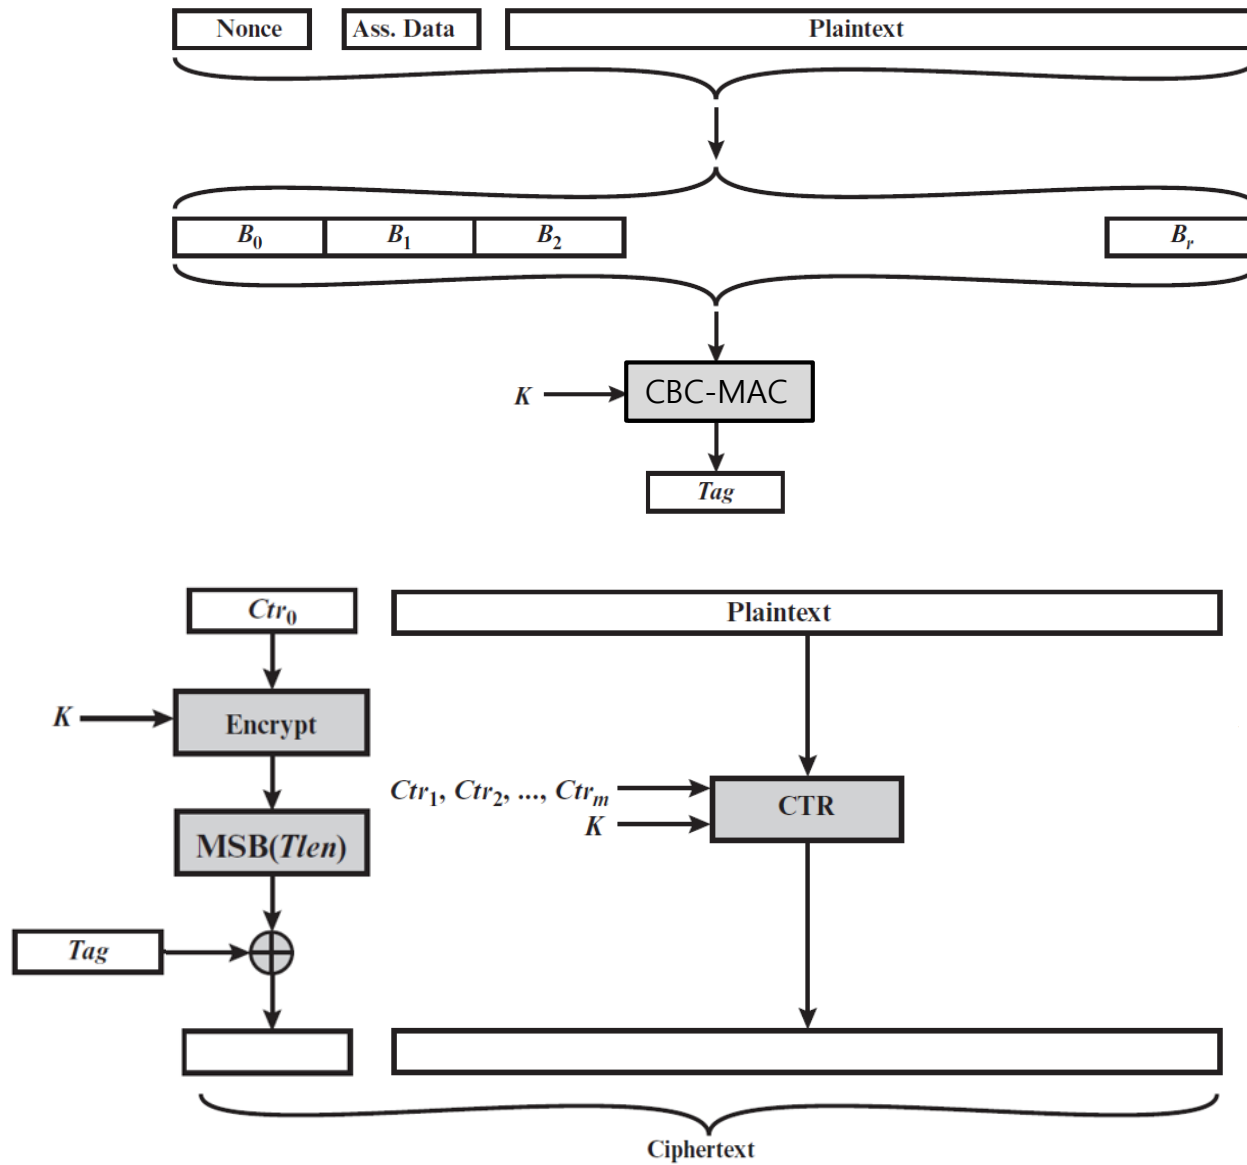 Nonce Ass. Data Plaintext
B0 B1 B2 Br
K CBC-MAC
Tag
Ctr0 Plaintext
K Encrypt
Ctr1, Ctr2, ..., Ctrm
K CTR
MSB(Tlen)
Tag
Ciphertext